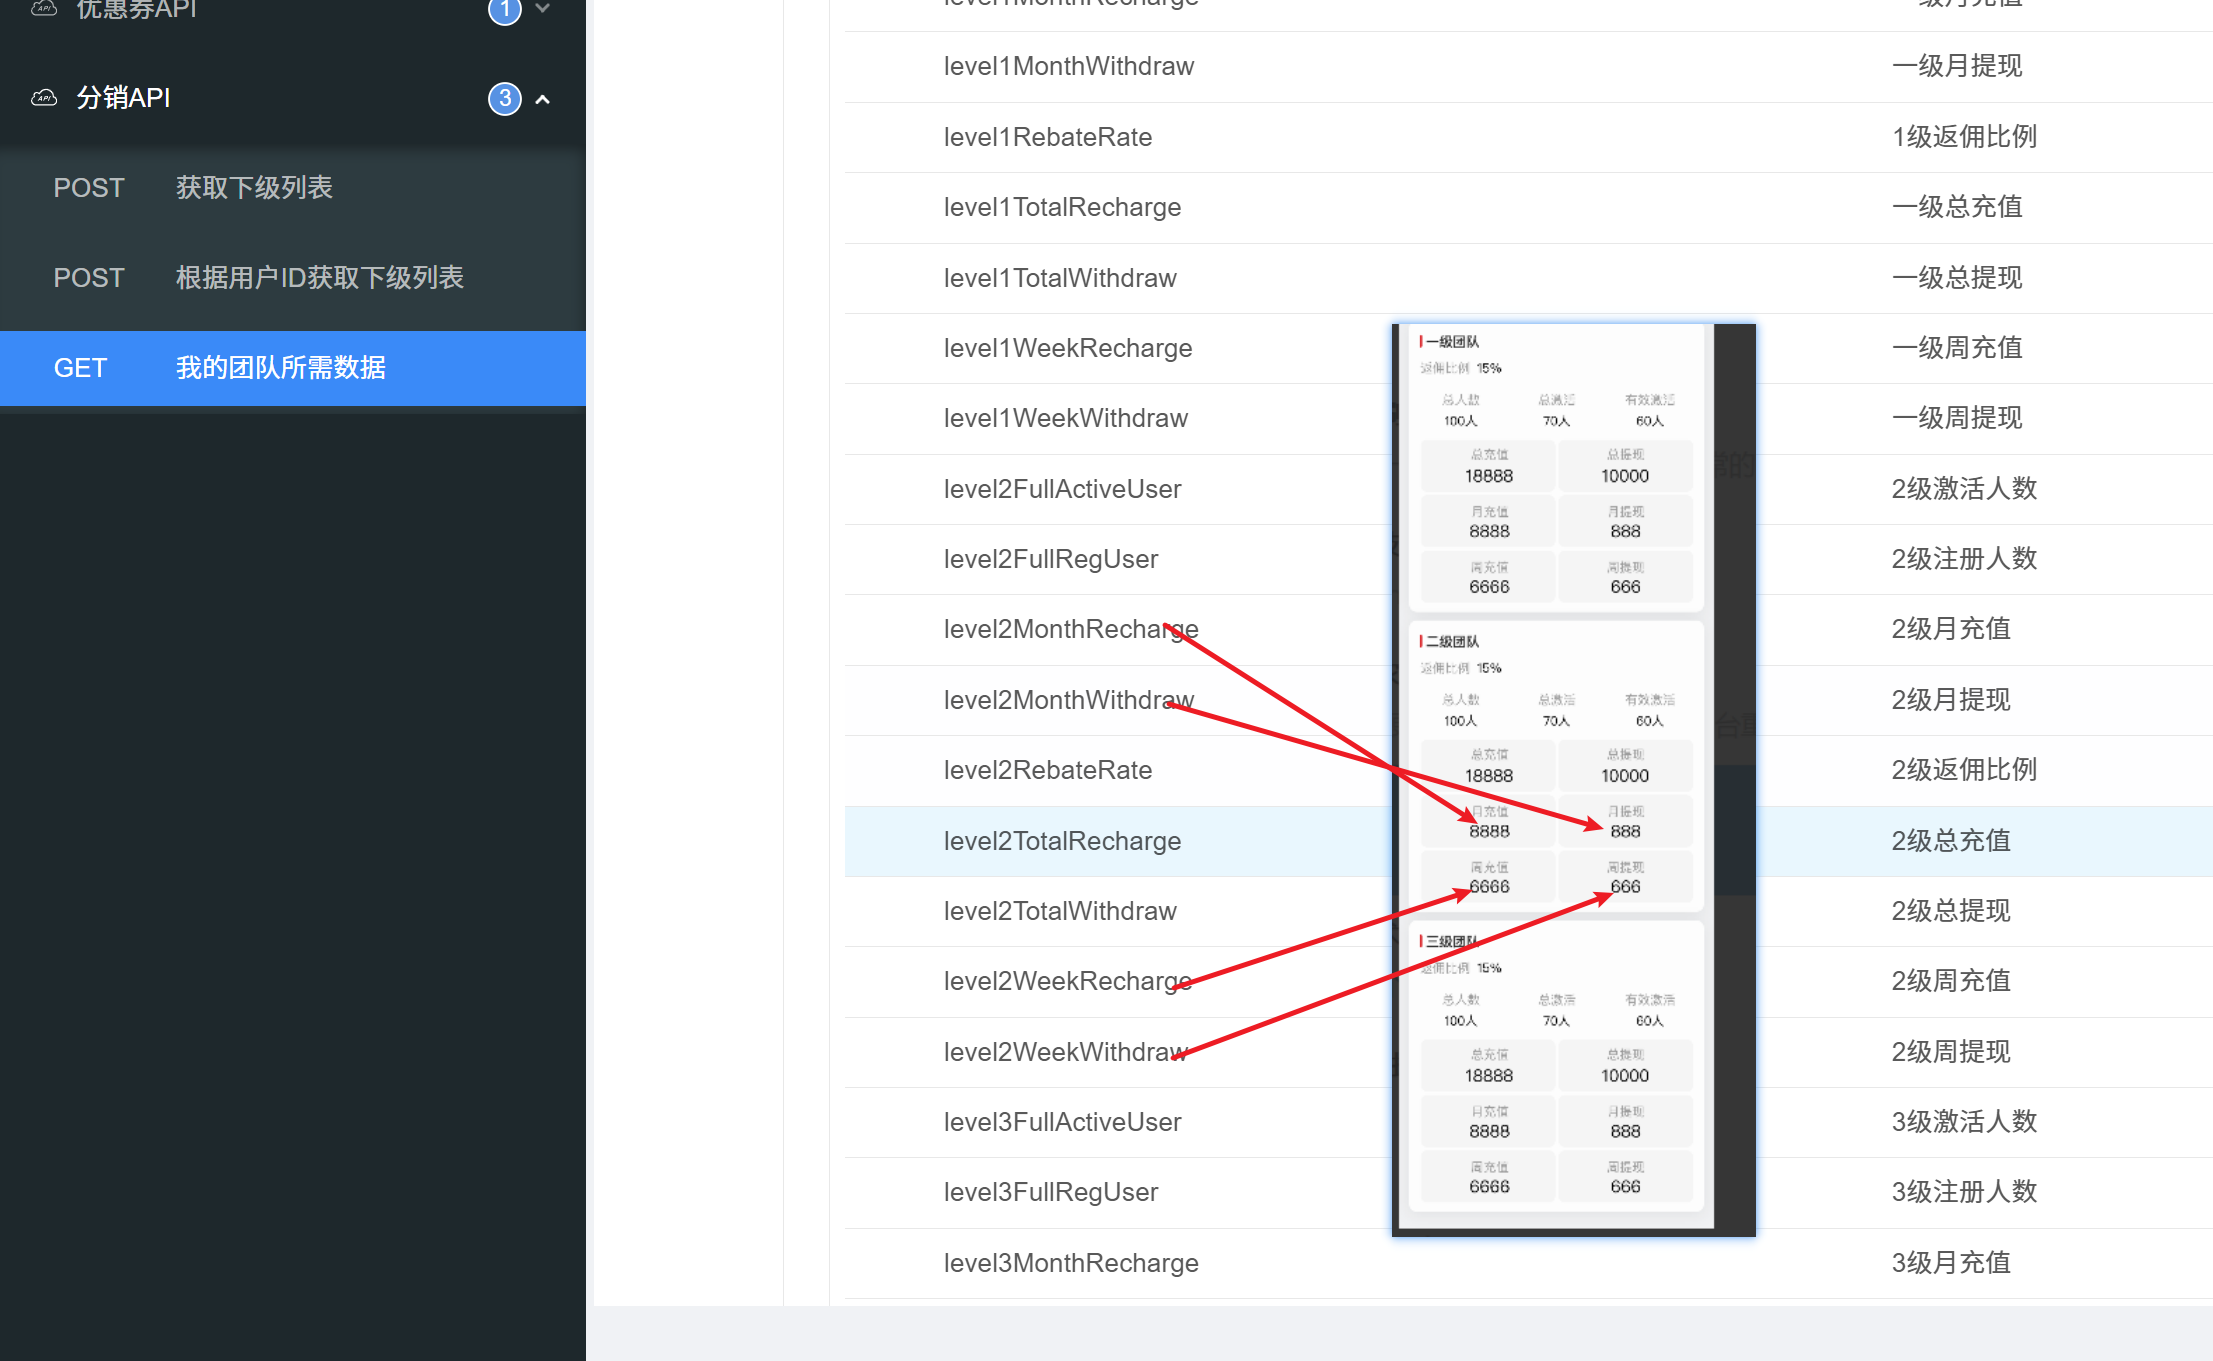 优惠券API 1
分销API 3
POST 获取下级列表
POST 根据用户ID获取下级列表
GET 我的团队所需数据
level1MonthWithdraw 一级月提现
level1RebateRate 1级返佣比例
level1TotalRecharge 一级总充值
level1TotalWithdraw 一级总提现
level1WeekRecharge 一级周充值
level1WeekWithdraw 一级周提现
level2FullActiveUser 2级激活人数
level2FullRegUser 2级注册人数
level2MonthRecharge 2级月充值
level2MonthWithdraw 2级月提现
level2RebateRate 2级返佣比例
level2TotalRecharge 2级总充值
level2TotalWithdraw 2级总提现
level2WeekRecharge 2级周充值
level2WeekWithdraw 2级周提现
level3FullActiveUser 3级激活人数
level3FullRegUser 3级注册人数
level3MonthRecharge 3级月充值
一级团队
返佣比例 15%
总人数 总激活 有效激活
100人 70人 60人
总充值 总提现
18888 10000
月充值 月提现
8888 888
周充值 周提现
6666 666
二级团队
返佣比例 15%
总人数 总激活 有效激活
100人 70人 60人
总充值 总提现
18888 10000
月充值 月提现
8888 888
周充值 周提现
6666 666
三级团队
返佣比例 15%
总人数 总激活 有效激活
100人 70人 60人
总充值 总提现
18888 10000
月充值 月提现
8888 888
周充值 周提现
6666 666